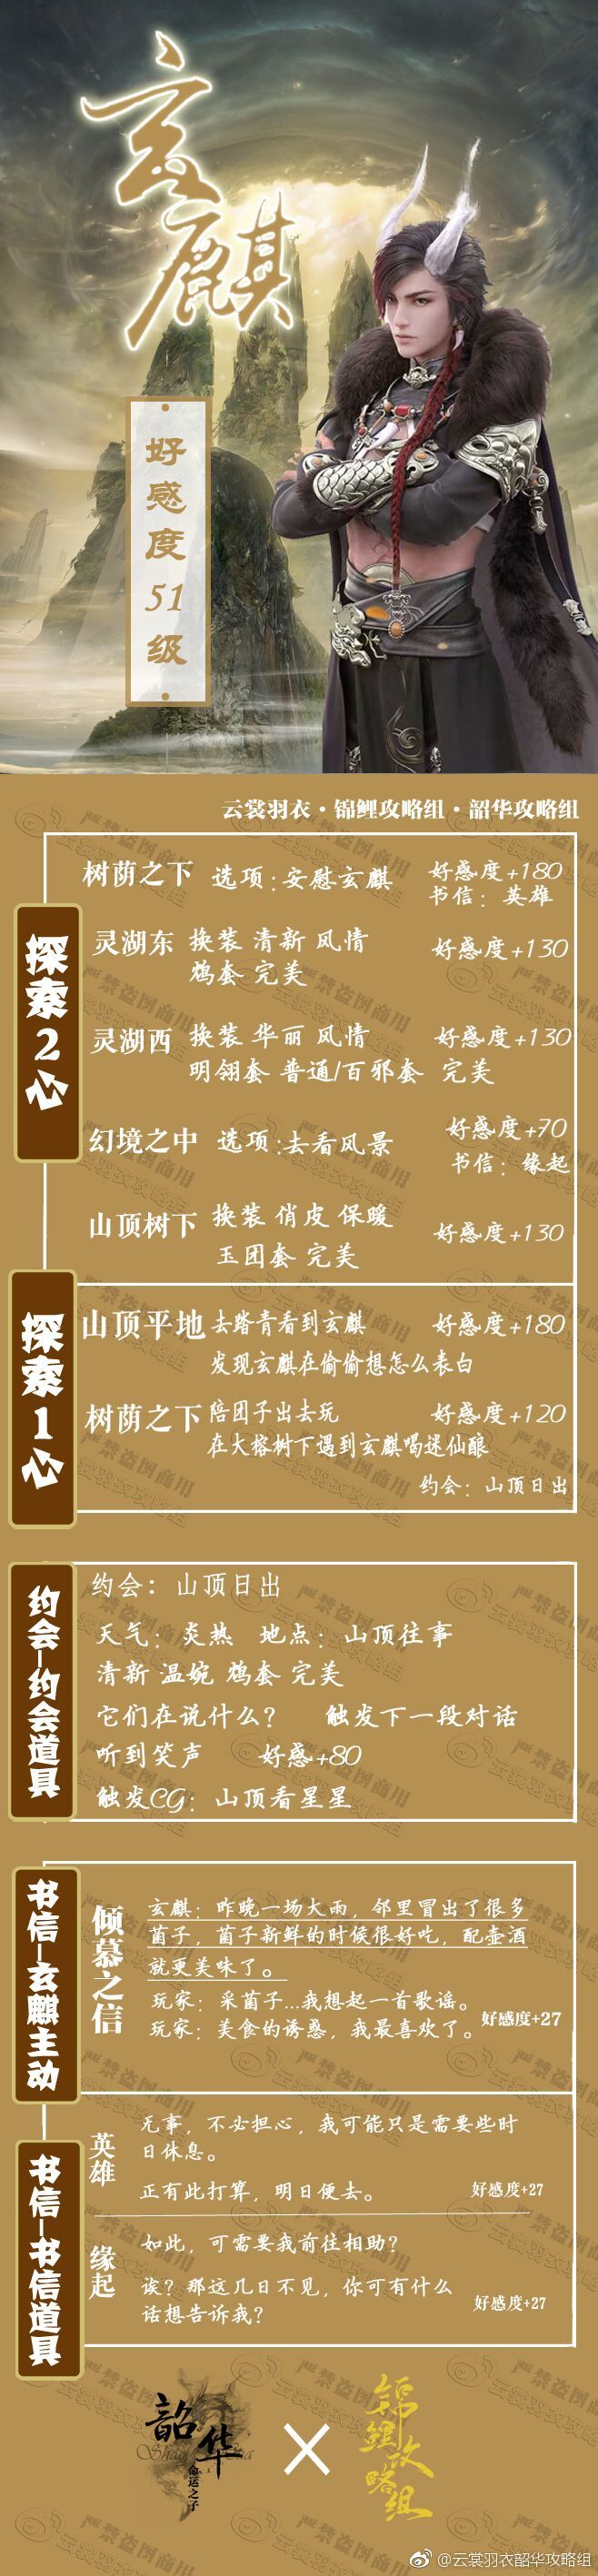 玄麒
好感度51级
云裳羽衣·锦鲤攻略组·韶华攻略组
探索2心
树荫之下 选项:安慰玄麒 好感度+180
书信：英雄
灵湖东 换装 清新 风情 好感度+130
鸩套 完美
灵湖西 换装 华丽 风情 好感度+130
明翎套 普通/百邪套 完美
幻境之中 选项:去看风景 好感度+70
书信：缘起
山顶树下 换装 俏皮 保暖 好感度+130
玉团套 完美
探索1心
山顶平地 去踏青看到玄麒 好感度+180
发现玄麒在偷偷想怎么表白
树荫之下 陪团子出去玩 好感度+120
在大榕树下遇到玄麒喝迷仙酿
约会：山顶日出
约会-约会道具
约会：山顶日出
天气：炎热 地点：山顶往事
清新 温婉 鸩套 完美
它们在说什么？ 触发下一段对话
听到笑声 好感+80
触发CG：山顶看星星
书信-玄麒主动
倾慕之信
玄麒：昨晚一场大雨，邻里冒出了很多
菌子，菌子新鲜的时候很好吃，配壶酒
就更美味了。
玩家：采菌子...我想起一首歌谣。
玩家：美食的诱惑，我最喜欢了。 好感度+27
书信-书信道具
英雄
无事，不必担心，我可能只是需要些时
日休息。
正有此打算，明日便去。 好感度+27
缘起
如此，可需要我前往相助？
诶？那这几日不见，你可有什么
话想告诉我？ 好感度+27
韶华
命运之子
×
锦鲤攻略组
@云裳羽衣韶华攻略组
严禁盗图商用
云裳攻略组